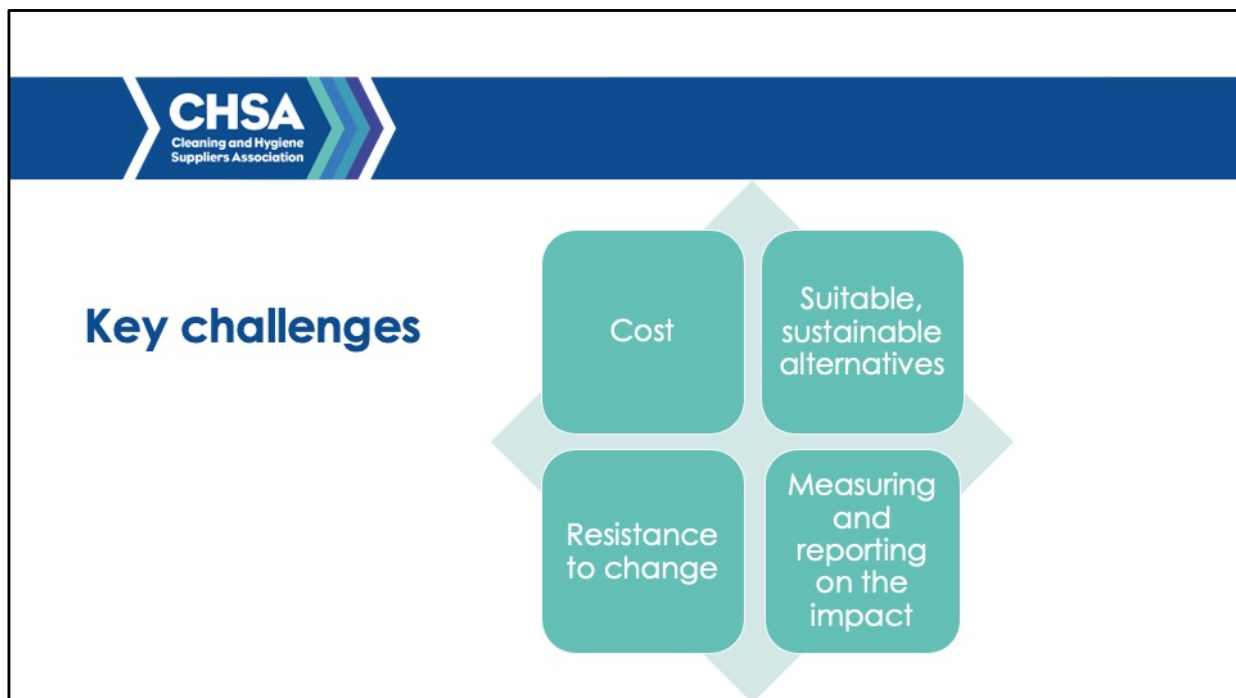 CHSA
Cleaning and Hygiene
Suppliers Association
Key challenges
Cost
Suitable,
sustainable
alternatives
Resistance
to change
Measuring
and
reporting
on the
impact